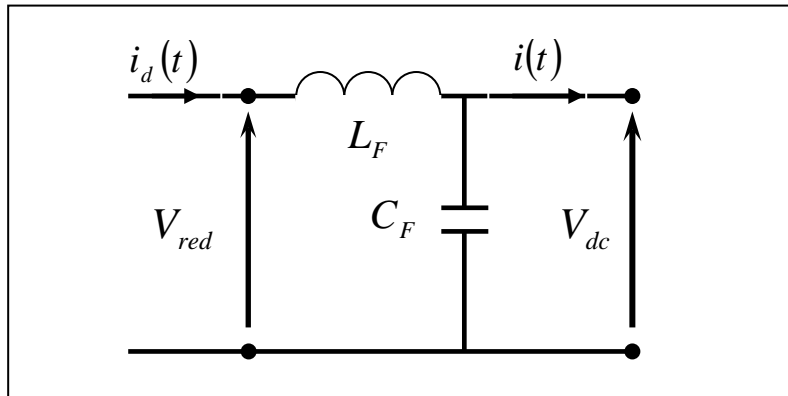 i_d(t)
i(t)
L_F
V_red
C_F
V_dc